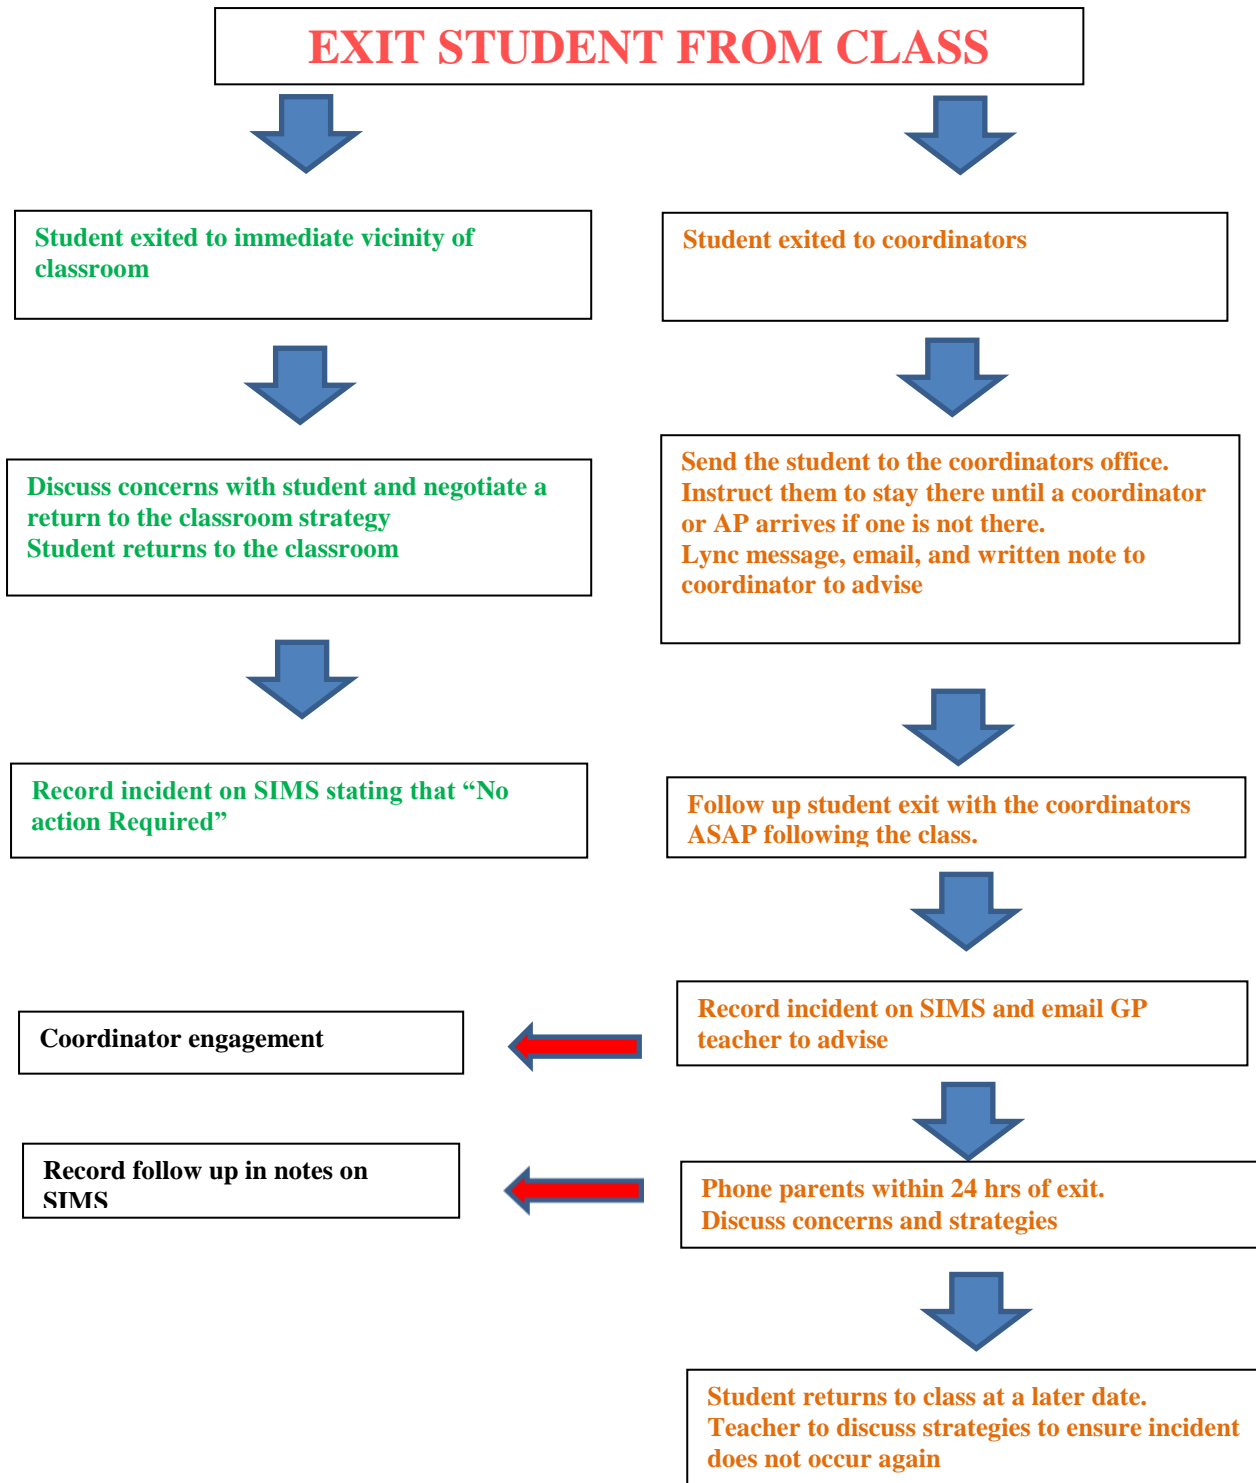 EXIT STUDENT FROM CLASS
Student exited to immediate vicinity of
classroom
Student exited to coordinators
Discuss concerns with student and negotiate a
return to the classroom strategy
Student returns to the classroom
Send the student to the coordinators office.
Instruct them to stay there until a coordinator
or AP arrives if one is not there.
Lync message, email, and written note to
coordinator to advise
Record incident on SIMS stating that “No
action Required”
Follow up student exit with the coordinators
ASAP following the class.
Record incident on SIMS and email GP
teacher to advise
Coordinator engagement
Phone parents within 24 hrs of exit.
Discuss concerns and strategies
Record follow up in notes on
SIMS
Student returns to class at a later date.
Teacher to discuss strategies to ensure incident
does not occur again